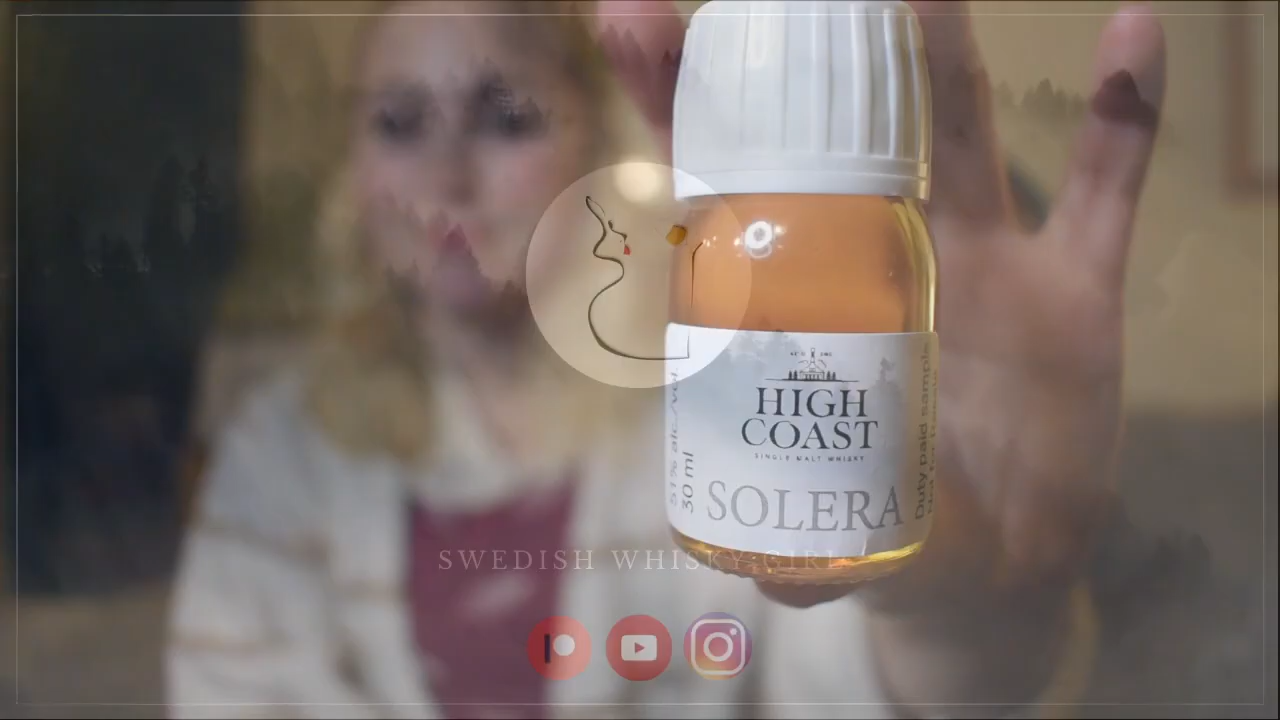 HIGH
COAST
SINGLE MALT WHISKY
SOLERA
51% alc./vol.
30 ml
Duty paid sample
SWEDISH WHISKY GIRL